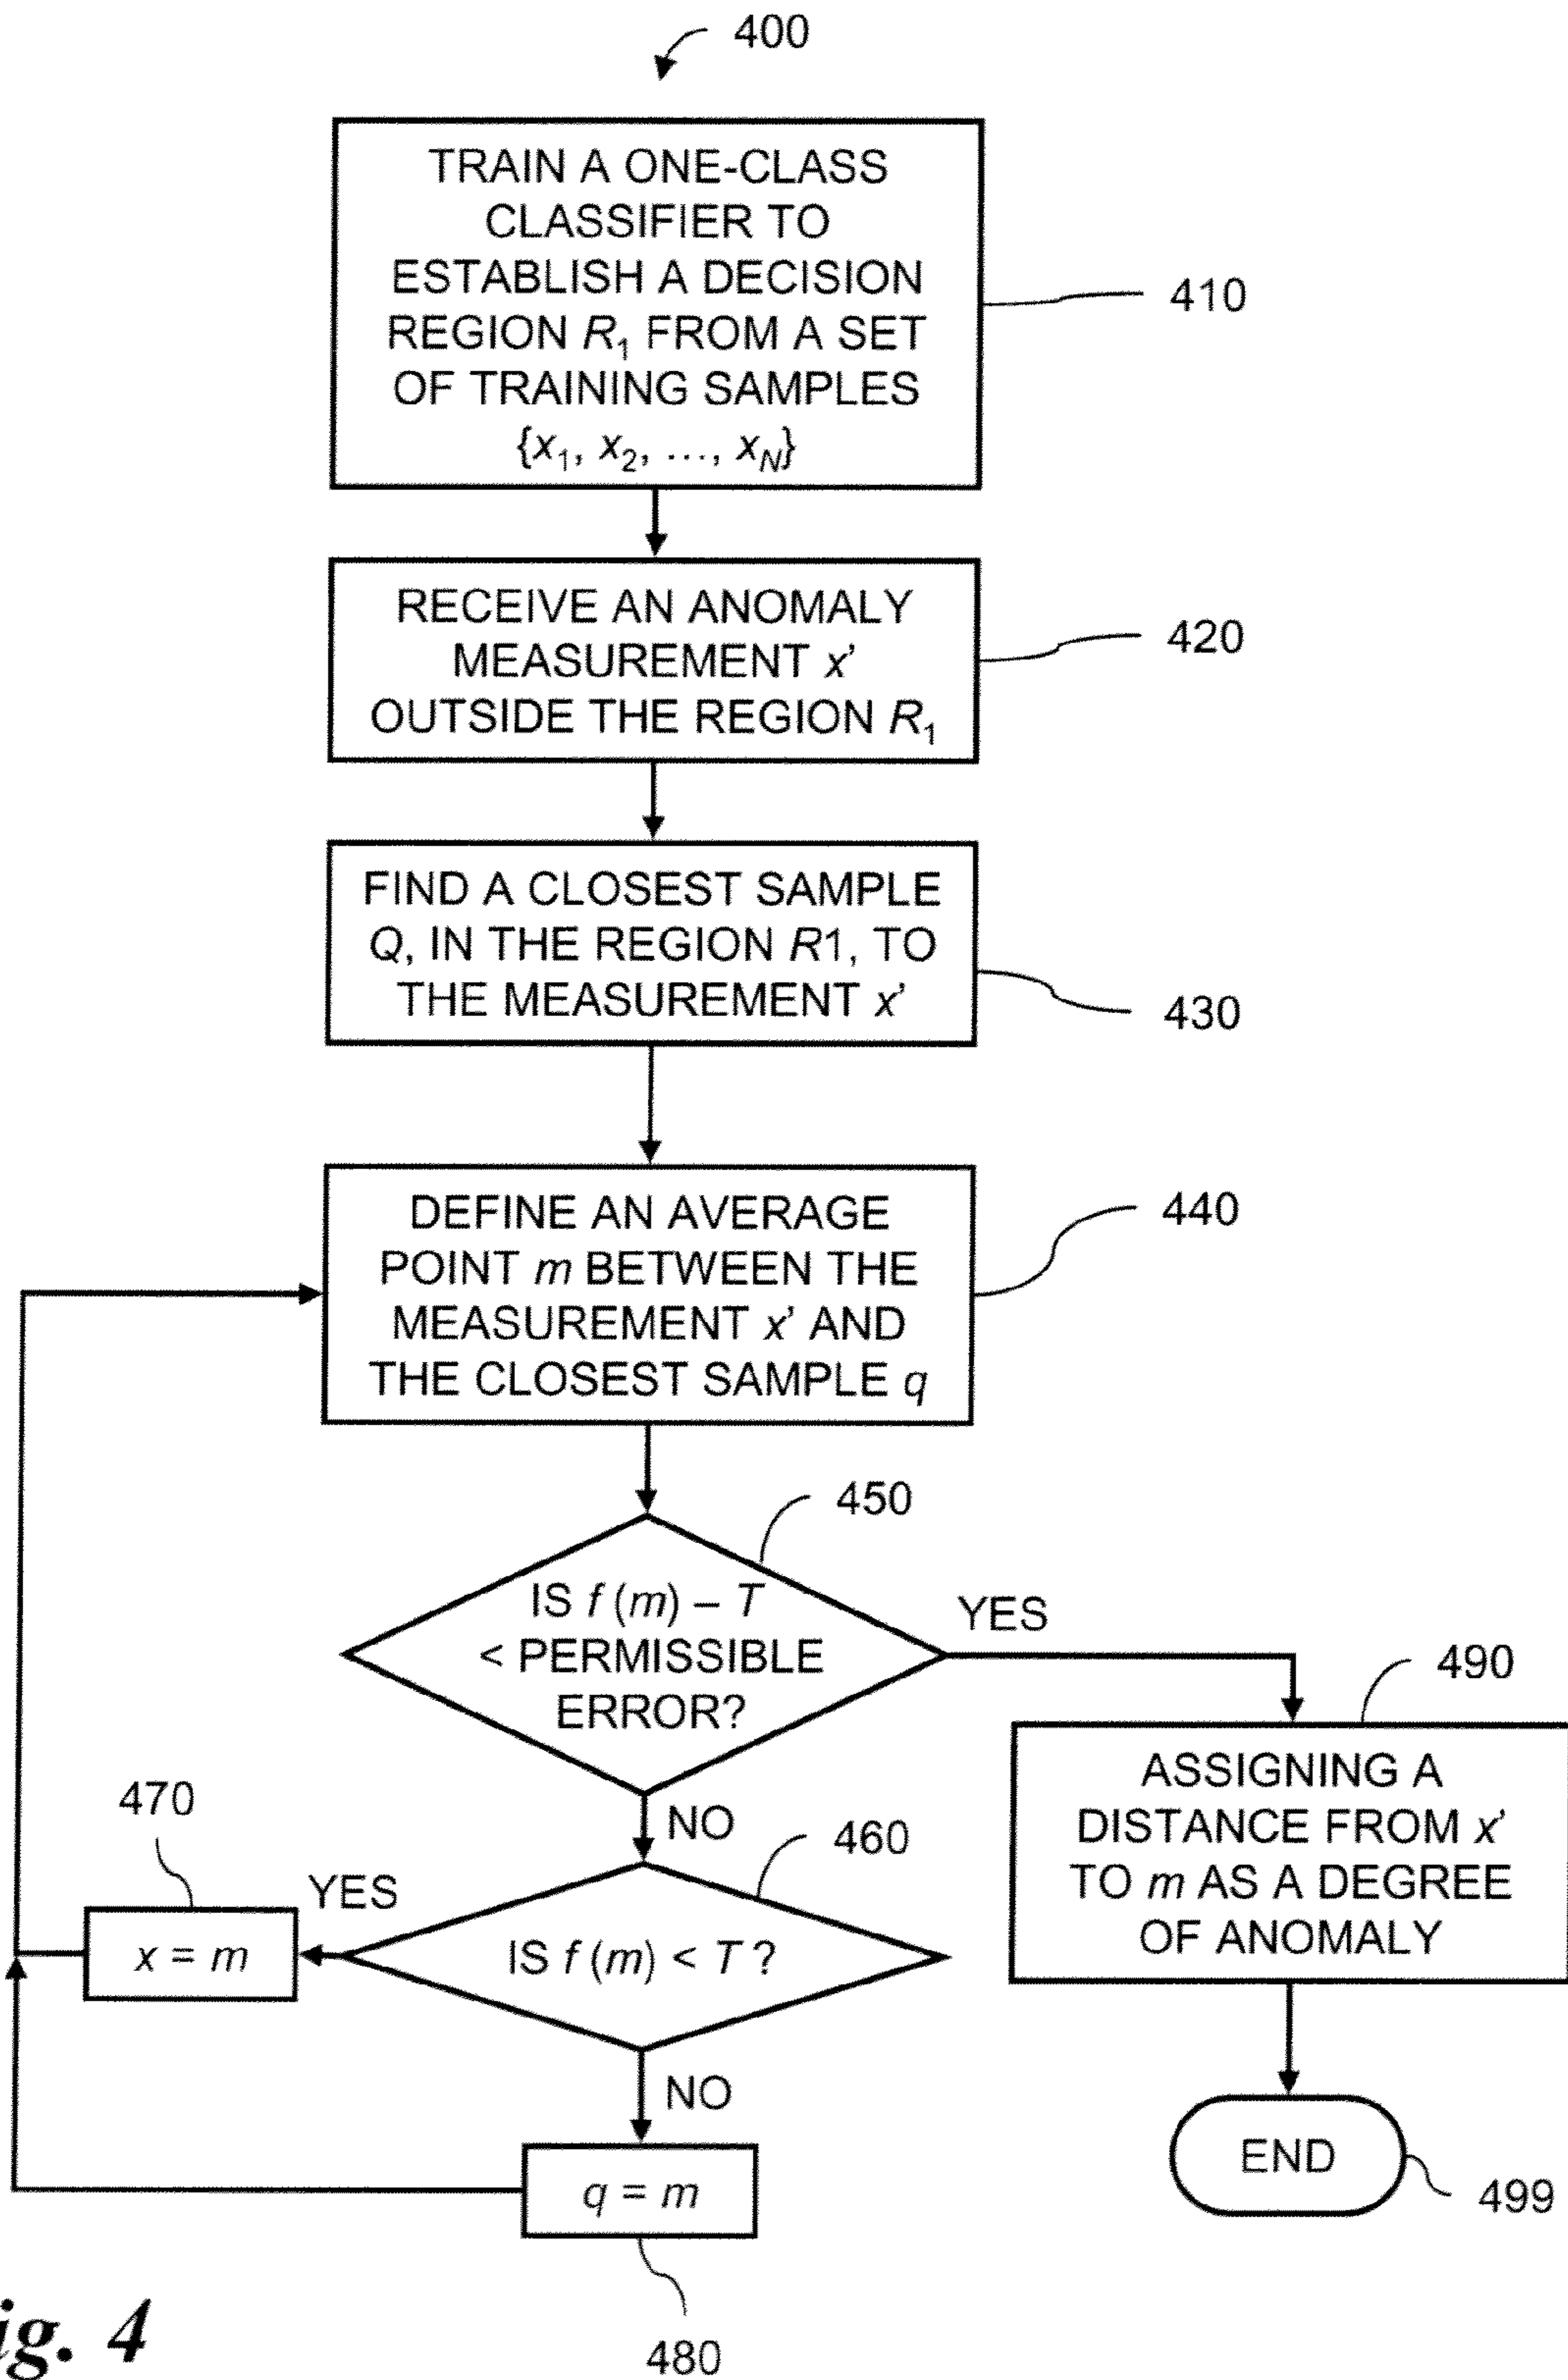 400
TRAIN A ONE-CLASS
CLASSIFIER TO
ESTABLISH A DECISION
REGION R₁ FROM A SET
OF TRAINING SAMPLES
{x₁, x₂, ..., x_N}
410
RECEIVE AN ANOMALY
MEASUREMENT x'
OUTSIDE THE REGION R₁
420
FIND A CLOSEST SAMPLE
Q, IN THE REGION R1, TO
THE MEASUREMENT x'
430
DEFINE AN AVERAGE
POINT m BETWEEN THE
MEASUREMENT x' AND
THE CLOSEST SAMPLE q
440
450
IS f (m) – T
< PERMISSIBLE
ERROR?
YES
NO
490
ASSIGNING A
DISTANCE FROM x'
TO m AS A DEGREE
OF ANOMALY
460
IS f (m) < T ?
YES
470
x = m
NO
q = m
480
END
499
ig. 4